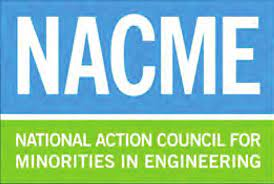 NACME
NATIONAL ACTION COUNCIL FOR
MINORITIES IN ENGINEERING